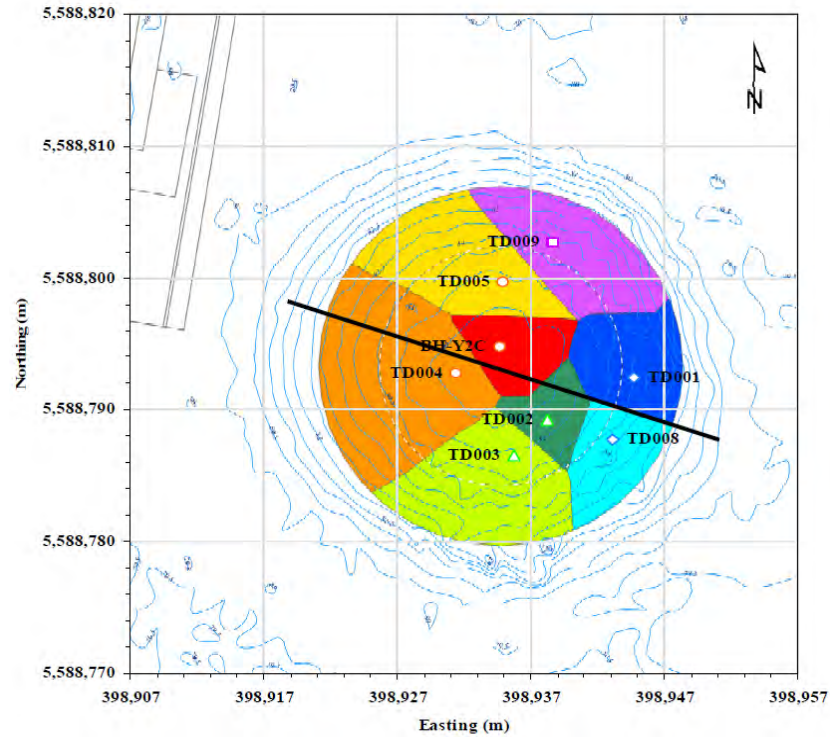 5,588,820
N
5,588,810
TD009
5,588,800
TD005
Northing (m)
BH-Y2C
TD004
TD001
5,588,790
TD002
TD008
TD003
5,588,780
5,588,770
398,907
398,917
398,927
398,937
398,947
398,957
Easting (m)